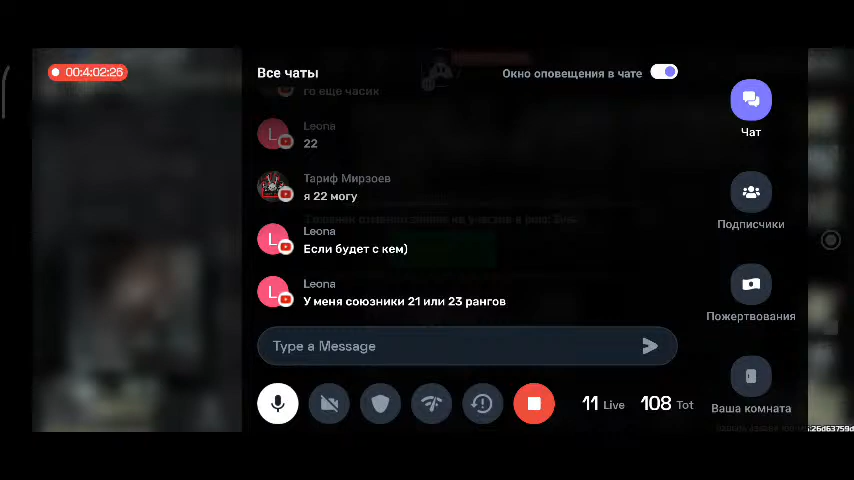 00:4:02:26
Все чаты
Окно оповещения в чате
го еще часик
Leona
22
Тариф Мирзоев
я 22 могу
Leona
Если будет с кем)
Leona
У меня союзники 21 или 23 рангов
Type a Message
11 Live 108 Tot
Чат
Подписчики
Пожертвования
Ваша комната